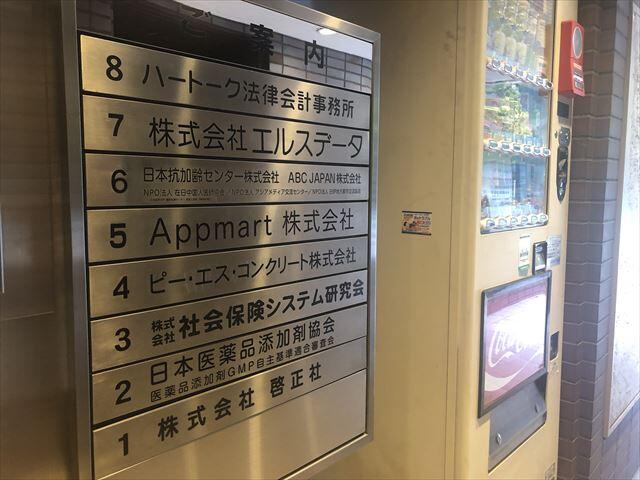 ご案内
8 ハートーク法律会計事務所
7 株式会社 エルスデータ
6 日本抗加齢センター株式会社 ABC JAPAN株式会社
5 Appmart 株式会社
4 ピー・エス・コンクリート株式会社
3 株式会社 社会保険システム研究会
2 日本医薬品添加剤協会
医薬品添加剤GMP自主基準適合審査会
1 株式会社 啓正社
Coca-Cola